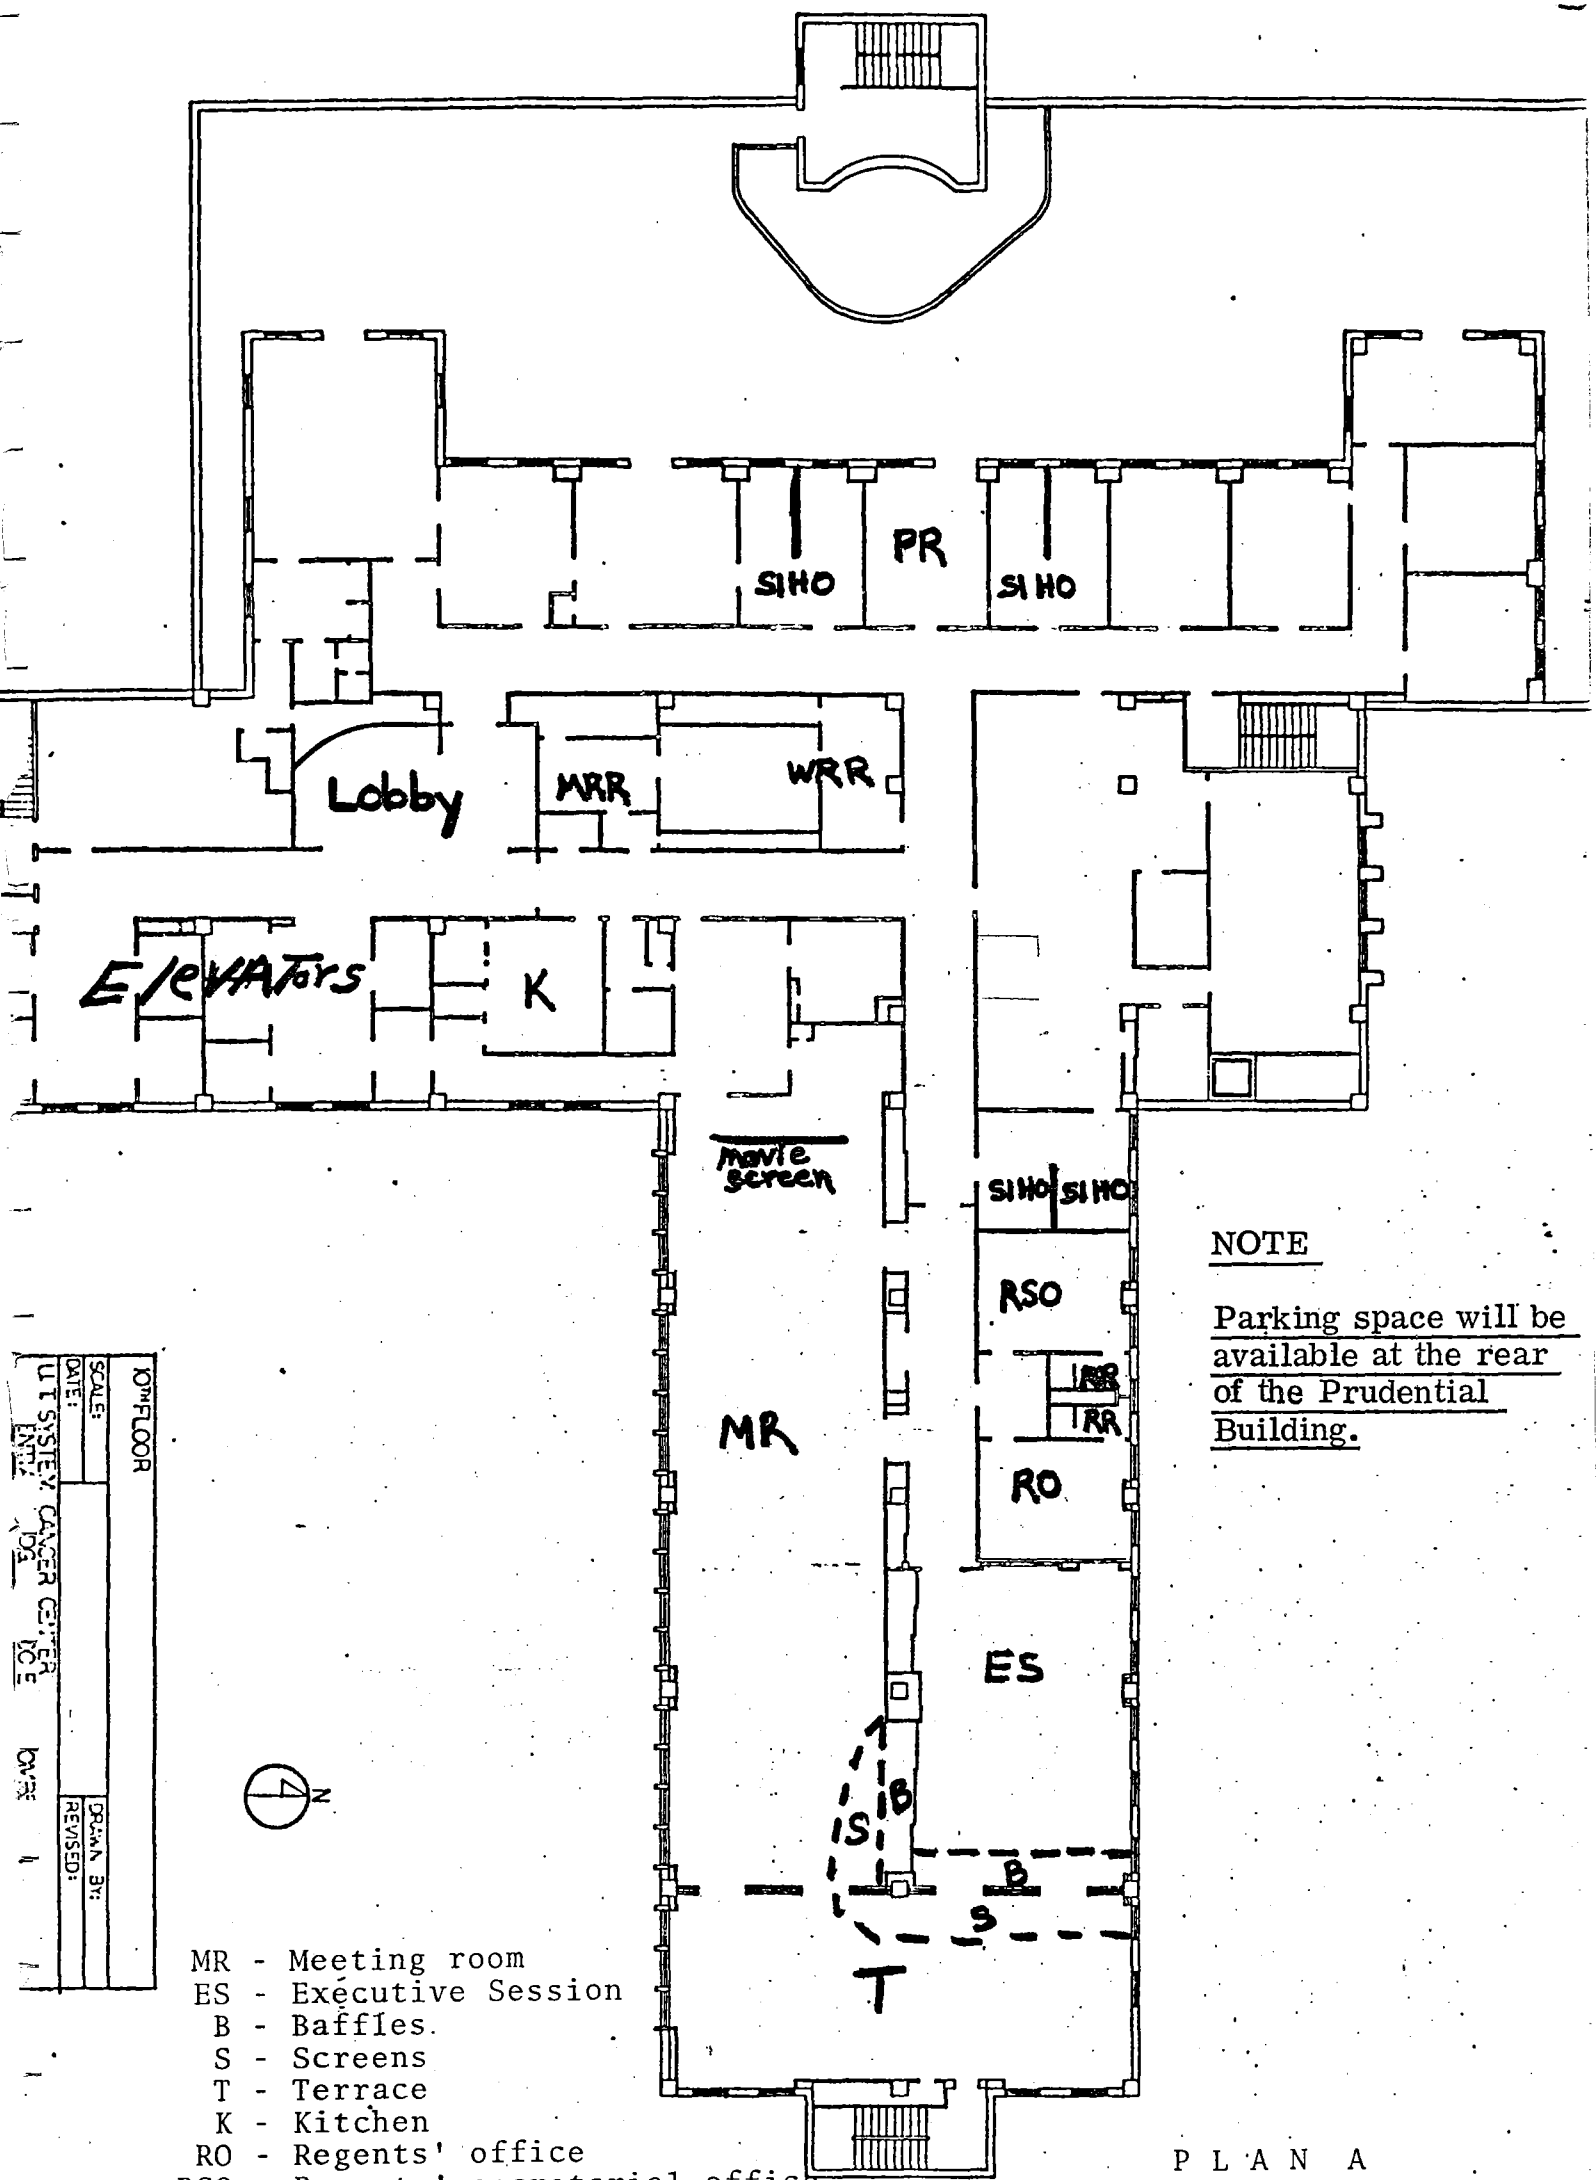 PR
SIHO
SIHO
Lobby
MRR
WRR
Elevators
K
movie
screen
SIHO
SIHO
NOTE
RSO
Parking space will be
available at the rear
of the Prudential
Building.
RR
RR
MR
RO
10TH FLOOR
SCALE:
DATE:
DRAWN BY:
REVISED:
U T SYSTEM CANCER CENTER
ES
N
B
S
B
S
T
MR - Meeting room
ES - Executive Session
B - Baffles
S - Screens
T - Terrace
K - Kitchen
RO - Regents' office
PLAN A